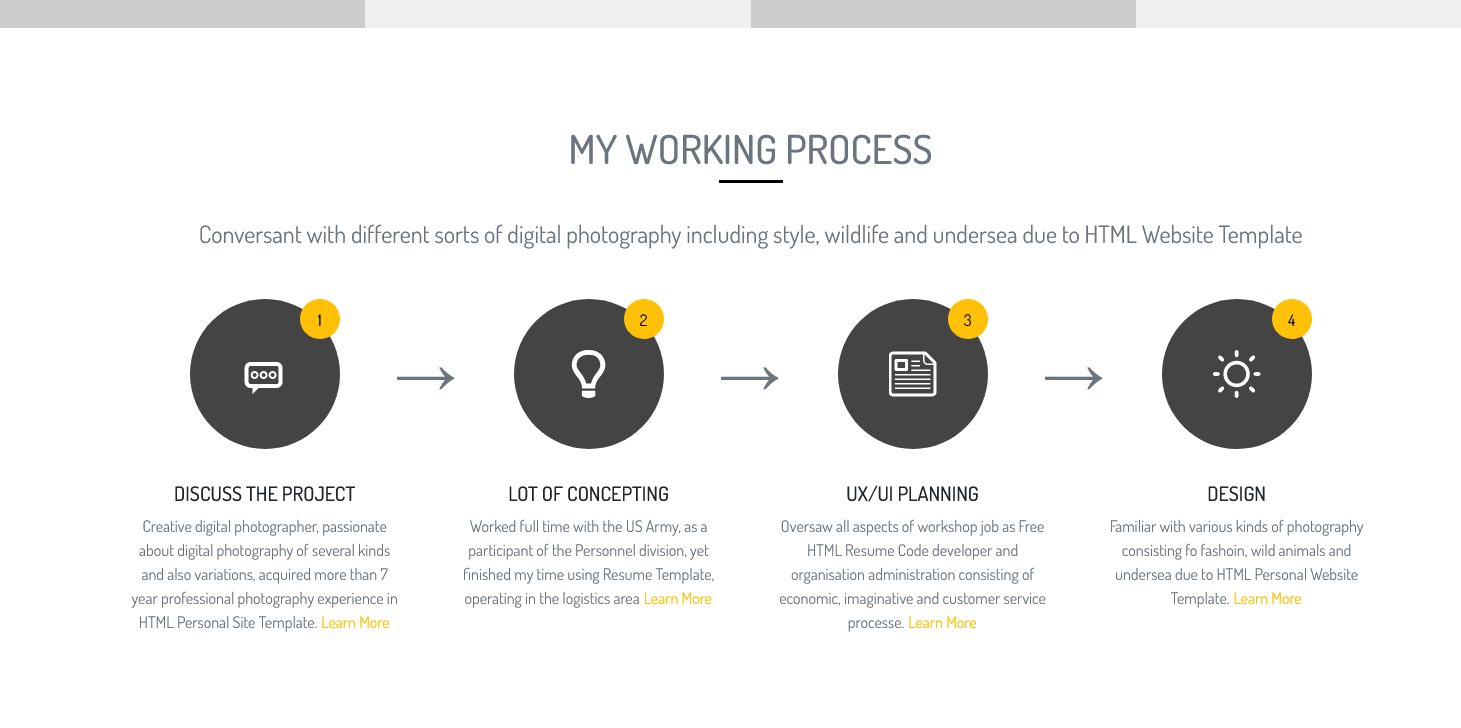 MY WORKING PROCESS
Conversant with different sorts of digital photography including style, wildlife and undersea due to HTML Website Template
1
2
3
4
DISCUSS THE PROJECT
Creative digital photographer, passionate
about digital photography of several kinds
and also variations, acquired more than 7
year professional photography experience in
HTML Personal Site Template. Learn More
LOT OF CONCEPTING
Worked full time with the US Army, as a
participant of the Personnel division, yet
finished my time using Resume Template,
operating in the logistics area Learn More
UX/UI PLANNING
Oversaw all aspects of workshop job as Free
HTML Resume Code developer and
organisation administration consisting of
economic, imaginative and customer service
processe. Learn More
DESIGN
Familiar with various kinds of photography
consisting fo fashoin, wild animals and
undersea due to HTML Personal Website
Template. Learn More